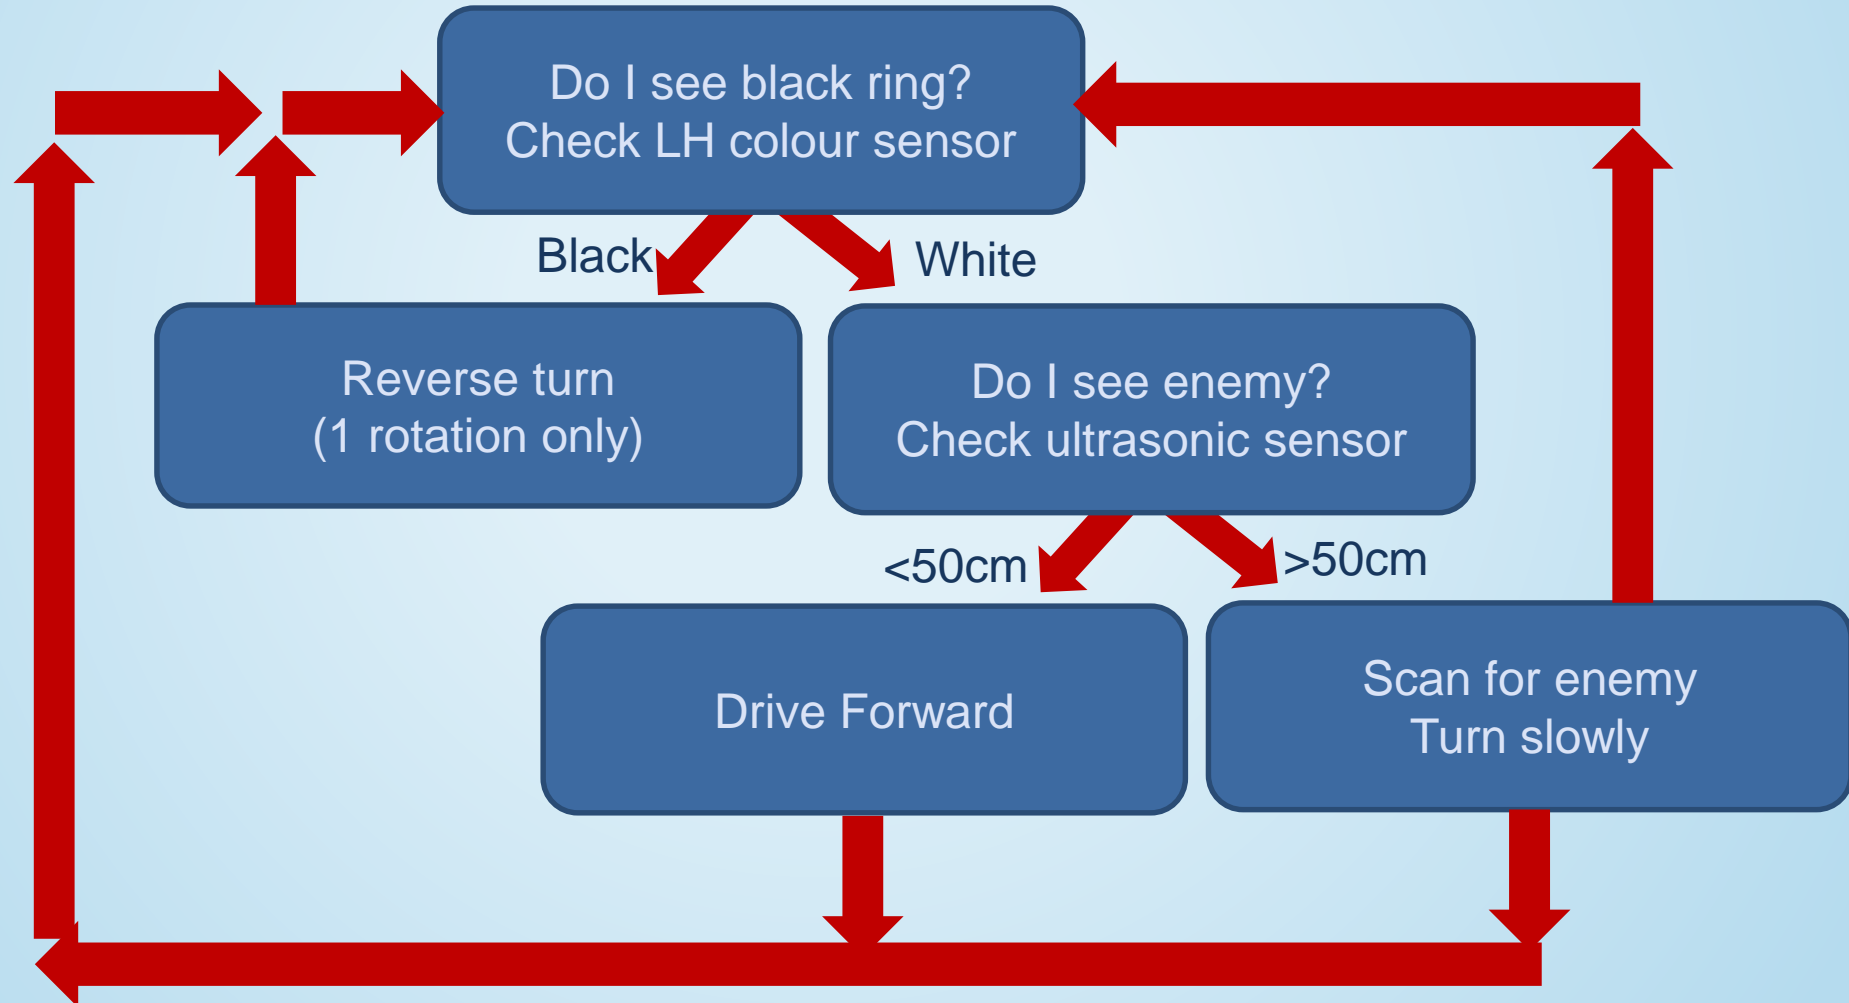 Do I see black ring?
Check LH colour sensor
Black
White
Reverse turn
(1 rotation only)
Do I see enemy?
Check ultrasonic sensor
<50cm
>50cm
Drive Forward
Scan for enemy
Turn slowly